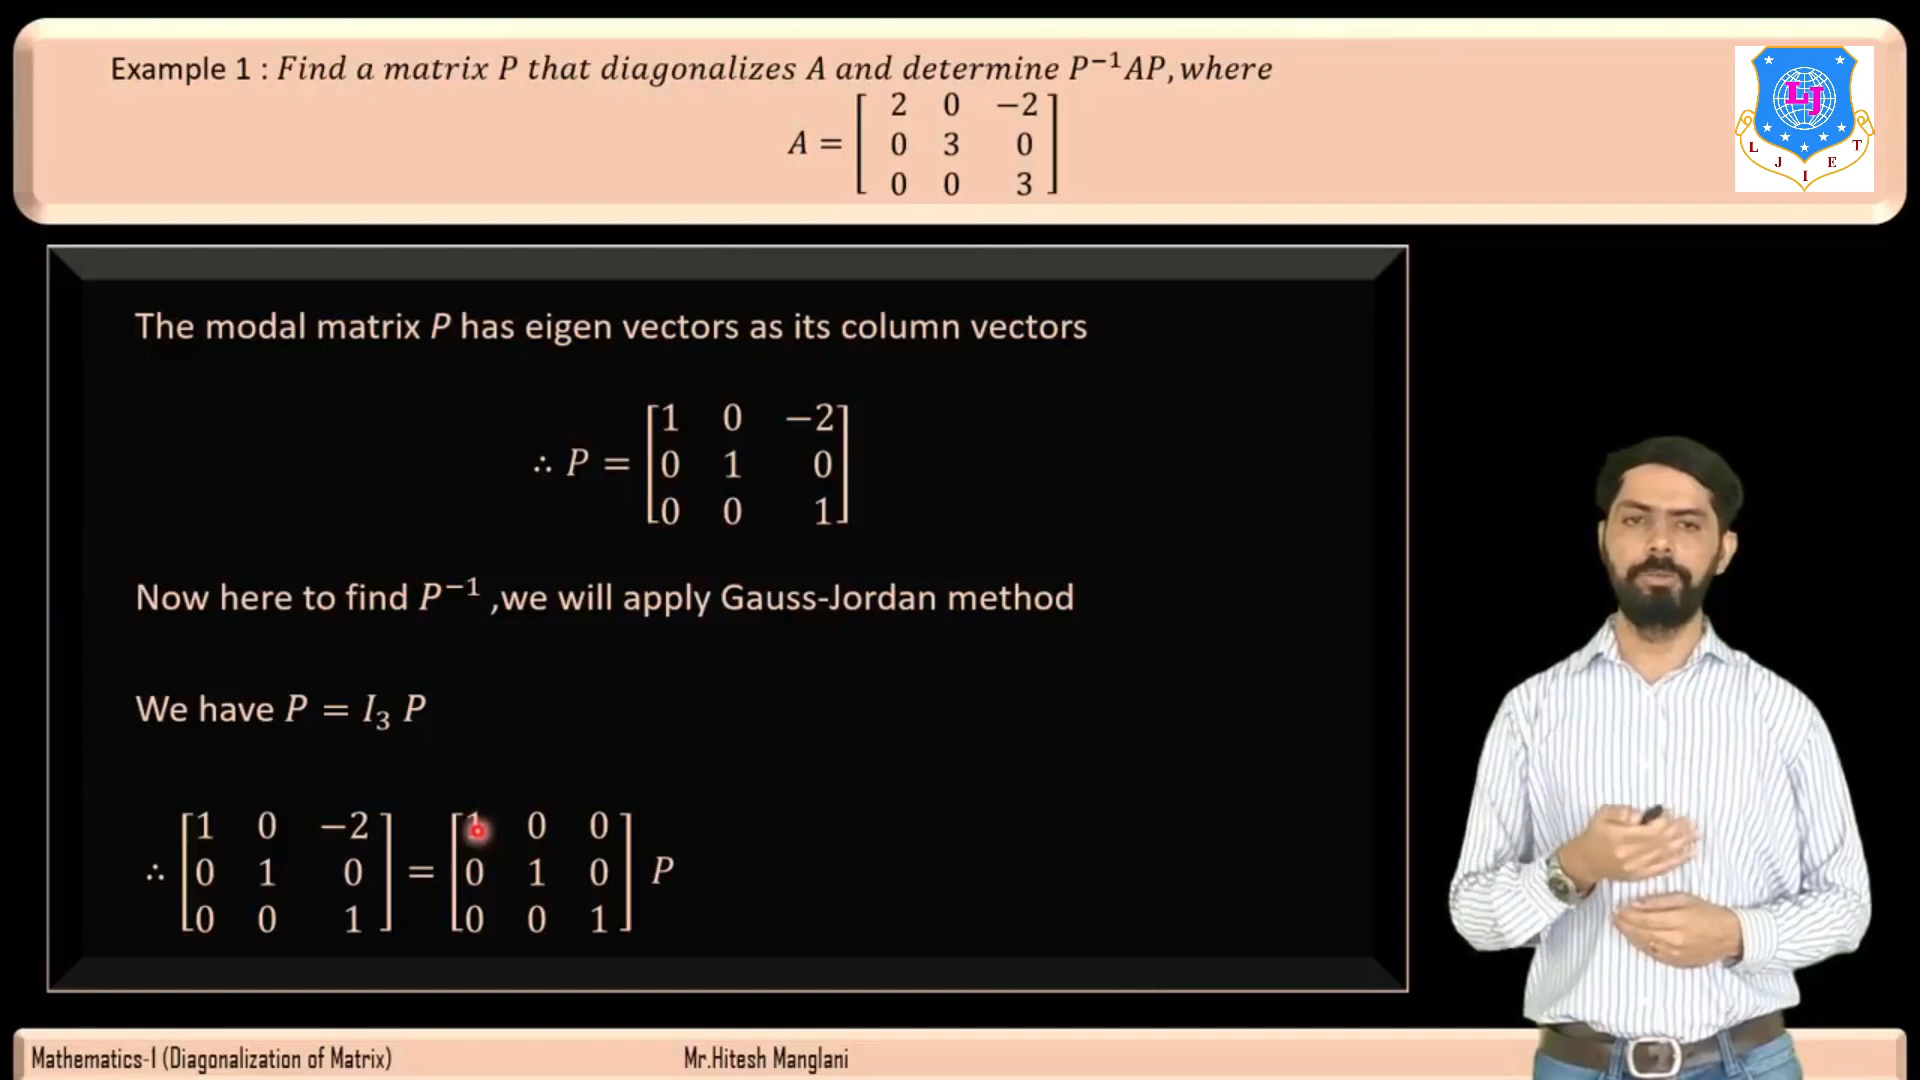 Example 1 : Find a matrix P that diagonalizes A and determine P⁻¹AP, where
A = [ 2 0 −2
0 3 0
0 0 3 ]
LJ
L J I E T
The modal matrix P has eigen vectors as its column vectors
∴ P = [1 0 −2
0 1 0
0 0 1]
Now here to find P⁻¹ ,we will apply Gauss-Jordan method
We have P = I₃ P
∴ [1 0 −2
0 1 0
0 0 1] = [1 0 0
0 1 0
0 0 1] P
Mathematics-I (Diagonalization of Matrix) Mr.Hitesh Manglani